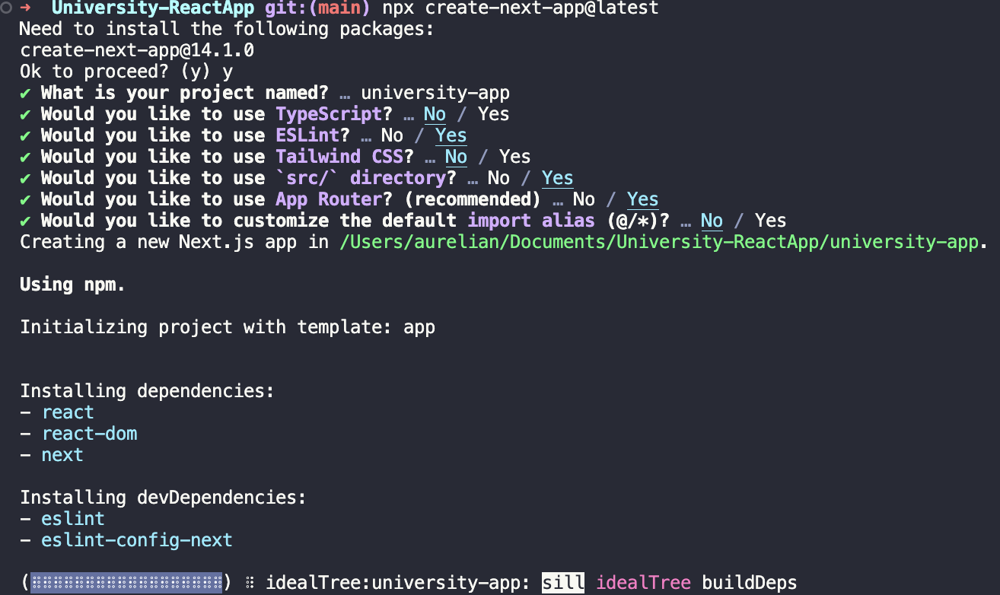 ➜ University-ReactApp git:(main) npx create-next-app@latest
Need to install the following packages:
create-next-app@14.1.0
Ok to proceed? (y) y
✔ What is your project named? … university-app
✔ Would you like to use TypeScript? … No / Yes
✔ Would you like to use ESLint? … No / Yes
✔ Would you like to use Tailwind CSS? … No / Yes
✔ Would you like to use `src/` directory? … No / Yes
✔ Would you like to use App Router? (recommended) … No / Yes
✔ Would you like to customize the default import alias (@/*)? … No / Yes
Creating a new Next.js app in /Users/aurelian/Documents/University-ReactApp/university-app.
Using npm.
Initializing project with template: app
Installing dependencies:
- react
- react-dom
- next
Installing devDependencies:
- eslint
- eslint-config-next
(⠿⠿⠿⠿⠿⠿⠿⠿⠿⠿⠿⠿⠿⠿⠿⠿⠿⠿) ⠸ idealTree:university-app: sill idealTree buildDeps